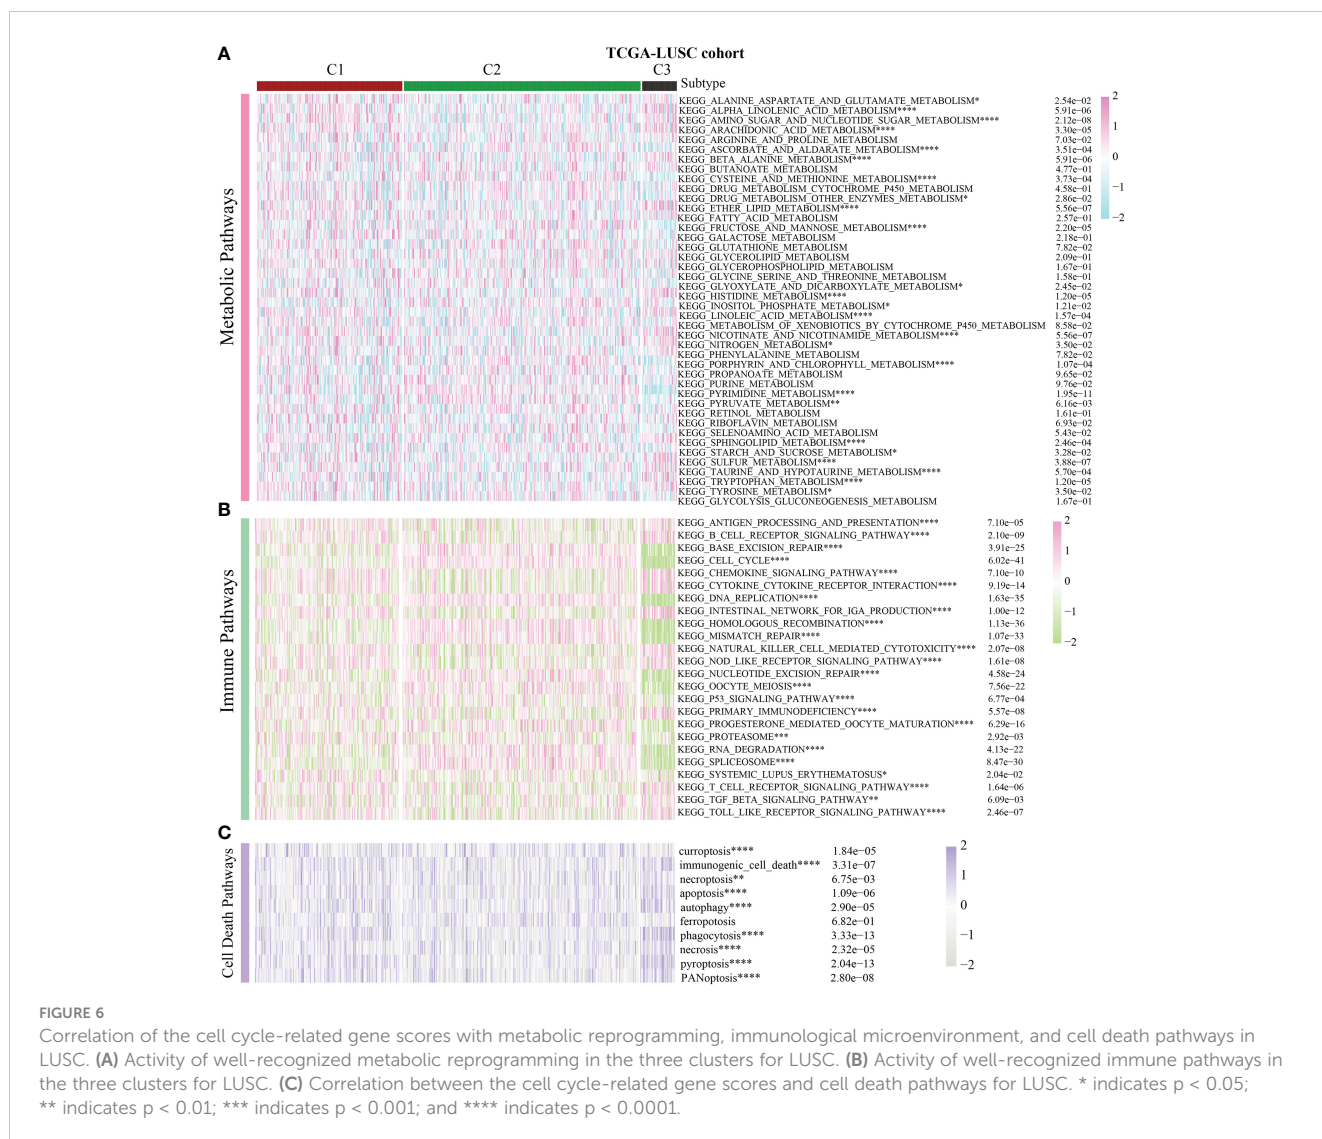 A
TCGA-LUSC cohort
C1 C2 C3
Subtype
Metabolic Pathways
KEGG_ALANINE_ASPARTATE_AND_GLUTAMATE_METABOLISM* 2.54e−02
KEGG_ALPHA_LINOLENIC_ACID_METABOLISM**** 5.91e−06
KEGG_AMINO_SUGAR_AND_NUCLEOTIDE_SUGAR_METABOLISM**** 2.12e−08
KEGG_ARACHIDONIC_ACID_METABOLISM**** 3.30e−05
KEGG_ARGININE_AND_PROLINE_METABOLISM 7.03e−02
KEGG_ASCORBATE_AND_ALDARATE_METABOLISM**** 3.51e−04
KEGG_BETA_ALANINE_METABOLISM**** 5.91e−06
KEGG_BUTANOATE_METABOLISM 4.77e−01
KEGG_CYSTEINE_AND_METHIONINE_METABOLISM**** 3.73e−04
KEGG_DRUG_METABOLISM_CYTOCHROME_P450_METABOLISM 4.58e−01
KEGG_DRUG_METABOLISM_OTHER_ENZYMES_METABOLISM* 2.86e−02
KEGG_ETHER_LIPID_METABOLISM**** 5.56e−07
KEGG_FATTY_ACID_METABOLISM 2.57e−01
KEGG_FRUCTOSE_AND_MANNOSE_METABOLISM**** 2.20e−05
KEGG_GALACTOSE_METABOLISM 2.18e−01
KEGG_GLUTATHIONE_METABOLISM 7.82e−02
KEGG_GLYCEROLIPID_METABOLISM 2.09e−01
KEGG_GLYCEROPHOSPHOLIPID_METABOLISM 1.67e−01
KEGG_GLYCINE_SERINE_AND_THREONINE_METABOLISM 1.58e−01
KEGG_GLYOXYLATE_AND_DICARBOXYLATE_METABOLISM* 2.45e−02
KEGG_HISTIDINE_METABOLISM**** 1.20e−05
KEGG_INOSITOL_PHOSPHATE_METABOLISM* 1.21e−02
KEGG_LINOLEIC_ACID_METABOLISM**** 1.57e−04
KEGG_METABOLISM_OF_XENOBIOTICS_BY_CYTOCHROME_P450_METABOLISM 8.58e−02
KEGG_NICOTINATE_AND_NICOTINAMIDE_METABOLISM**** 5.56e−07
KEGG_NITROGEN_METABOLISM* 3.50e−02
KEGG_PHENYLALANINE_METABOLISM 7.82e−02
KEGG_PORPHYRIN_AND_CHLOROPHYLL_METABOLISM**** 1.07e−04
KEGG_PROPANOATE_METABOLISM 9.65e−02
KEGG_PURINE_METABOLISM 9.76e−02
KEGG_PYRIMIDINE_METABOLISM**** 1.95e−11
KEGG_PYRUVATE_METABOLISM** 6.16e−03
KEGG_RETINOL_METABOLISM 1.61e−01
KEGG_RIBOFLAVIN_METABOLISM 6.93e−02
KEGG_SELENOAMINO_ACID_METABOLISM 5.43e−02
KEGG_SPHINGOLIPID_METABOLISM**** 2.46e−04
KEGG_STARCH_AND_SUCROSE_METABOLISM* 3.28e−02
KEGG_SULFUR_METABOLISM**** 3.88e−07
KEGG_TAURINE_AND_HYPOTAURINE_METABOLISM**** 5.70e−04
KEGG_TRYPTOPHAN_METABOLISM**** 1.20e−05
KEGG_TYROSINE_METABOLISM* 3.50e−02
KEGG_GLYCOLYSIS_GLUCONEOGENESIS_METABOLISM 1.67e−01
2
1
0
−1
−2
B
Immune Pathways
KEGG_ANTIGEN_PROCESSING_AND_PRESENTATION**** 7.10e−05
KEGG_B_CELL_RECEPTOR_SIGNALING_PATHWAY**** 2.10e−09
KEGG_BASE_EXCISION_REPAIR**** 3.91e−25
KEGG_CELL_CYCLE**** 6.02e−41
KEGG_CHEMOKINE_SIGNALING_PATHWAY**** 7.10e−10
KEGG_CYTOKINE_CYTOKINE_RECEPTOR_INTERACTION**** 9.19e−14
KEGG_DNA_REPLICATION**** 1.63e−35
KEGG_INTESTINAL_NETWORK_FOR_IGA_PRODUCTION**** 1.00e−12
KEGG_HOMOLOGOUS_RECOMBINATION**** 1.13e−36
KEGG_MISMATCH_REPAIR**** 1.07e−33
KEGG_NATURAL_KILLER_CELL_MEDIATED_CYTOTOXICITY**** 2.07e−08
KEGG_NOD_LIKE_RECEPTOR_SIGNALING_PATHWAY**** 1.61e−08
KEGG_NUCLEOTIDE_EXCISION_REPAIR**** 4.58e−24
KEGG_OOCYTE_MEIOSIS**** 7.56e−22
KEGG_P53_SIGNALING_PATHWAY**** 6.77e−04
KEGG_PRIMARY_IMMUNODEFICIENCY**** 5.57e−08
KEGG_PROGESTERONE_MEDIATED_OOCYTE_MATURATION**** 6.29e−16
KEGG_PROTEASOME*** 2.92e−03
KEGG_RNA_DEGRADATION**** 4.13e−22
KEGG_SPLICEOSOME**** 8.47e−30
KEGG_SYSTEMIC_LUPUS_ERYTHEMATOSUS* 2.04e−02
KEGG_T_CELL_RECEPTOR_SIGNALING_PATHWAY**** 1.64e−06
KEGG_TGF_BETA_SIGNALING_PATHWAY** 6.09e−03
KEGG_TOLL_LIKE_RECEPTOR_SIGNALING_PATHWAY**** 2.46e−07
2
1
0
−1
−2
C
Cell Death Pathways
curroptosis**** 1.84e−05
immunogenic_cell_death**** 3.31e−07
necroptosis** 6.75e−03
apoptosis**** 1.09e−06
autophagy**** 2.90e−05
ferropotosis 6.82e−01
phagocytosis**** 3.33e−13
necrosis**** 2.32e−05
pyroptosis**** 2.04e−13
PANoptosis**** 2.80e−08
2
1
0
−1
−2
FIGURE 6
Correlation of the cell cycle-related gene scores with metabolic reprogramming, immunological microenvironment, and cell death pathways in
LUSC. (A) Activity of well-recognized metabolic reprogramming in the three clusters for LUSC. (B) Activity of well-recognized immune pathways in
the three clusters for LUSC. (C) Correlation between the cell cycle-related gene scores and cell death pathways for LUSC. * indicates p < 0.05;
** indicates p < 0.01; *** indicates p < 0.001; and **** indicates p < 0.0001.